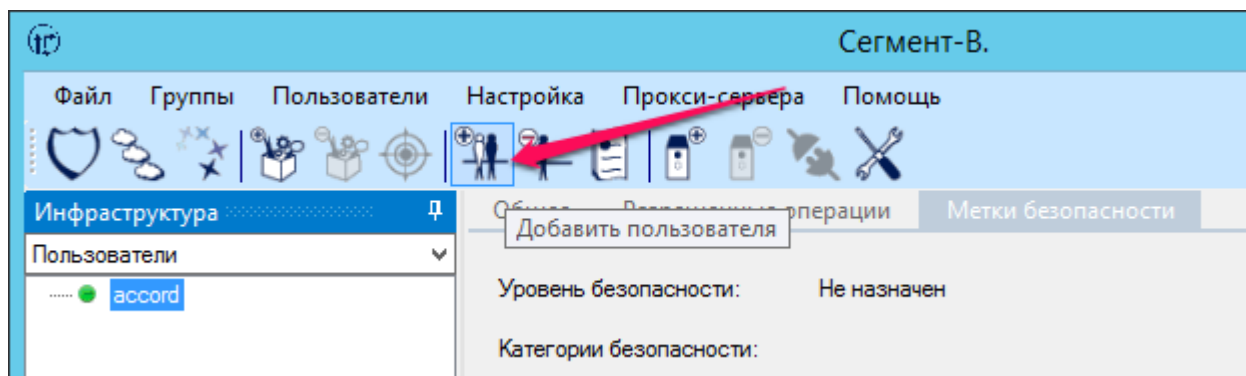 Сегмент-В.
Файл Группы Пользователи Настройка Прокси-сервера Помощь
Инфраструктура
операции Метки безопасности
Добавить пользователя
Пользователи
accord
Уровень безопасности: Не назначен
Категории безопасности: